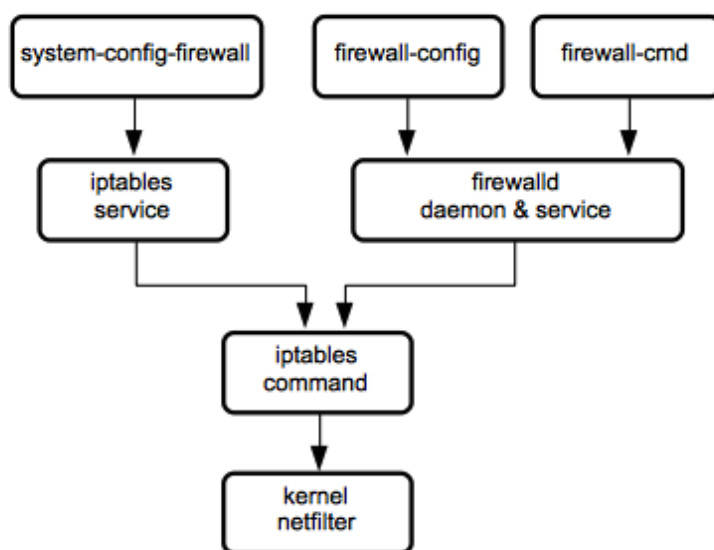 system-config-firewall
firewall-config
firewall-cmd
iptables
service
firewalld
daemon & service
iptables
command
kernel
netfilter